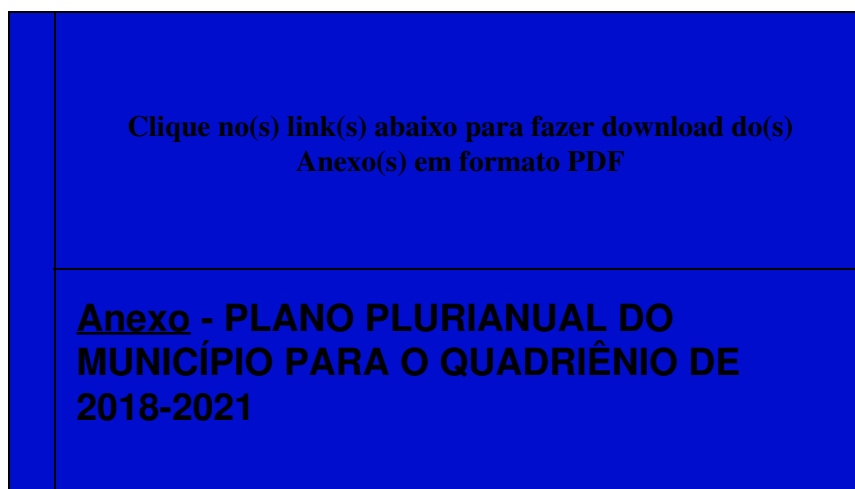 Clique no(s) link(s) abaixo para fazer download do(s)
Anexo(s) em formato PDF
Anexo - PLANO PLURIANUAL DO
MUNICÍPIO PARA O QUADRIÊNIO DE
2018-2021